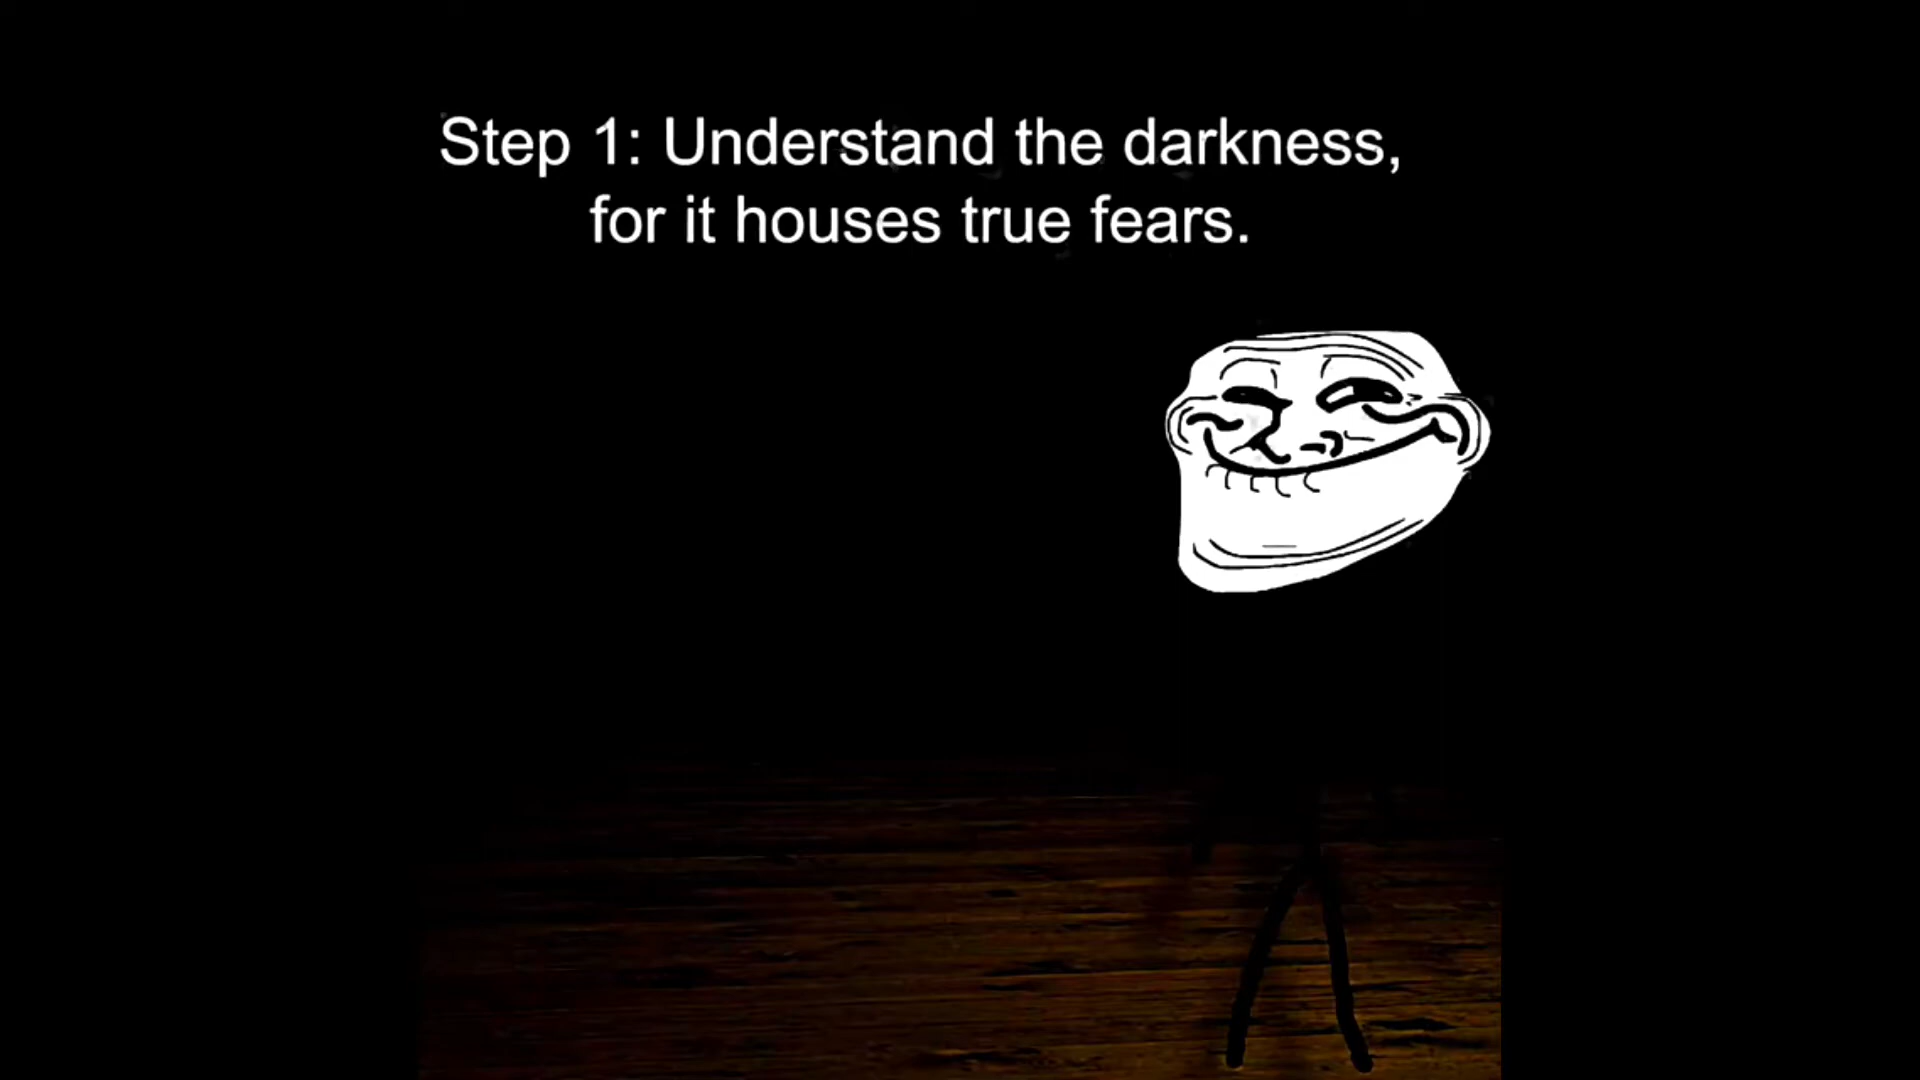 Step 1: Understand the darkness,
for it houses true fears.